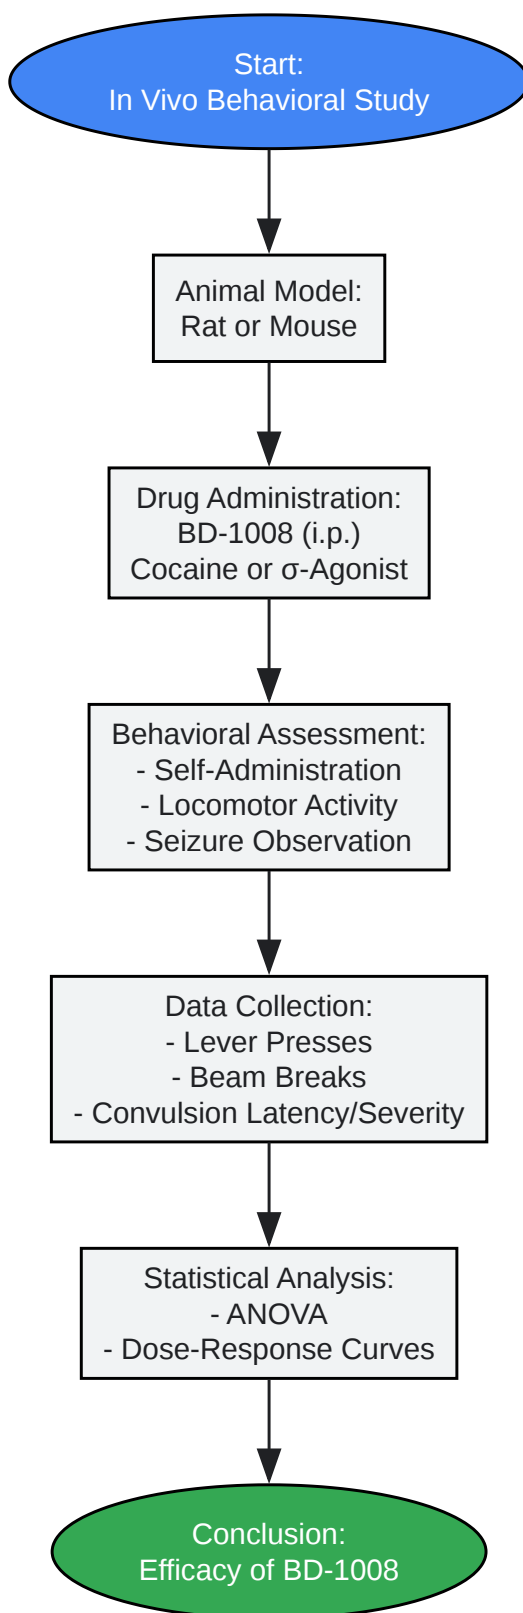 Start:
In Vivo Behavioral Study
Animal Model:
Rat or Mouse
Drug Administration:
BD-1008 (i.p.)
Cocaine or σ-Agonist
Behavioral Assessment:
- Self-Administration
- Locomotor Activity
- Seizure Observation
Data Collection:
- Lever Presses
- Beam Breaks
- Convulsion Latency/Severity
Statistical Analysis:
- ANOVA
- Dose-Response Curves
Conclusion:
Efficacy of BD-1008